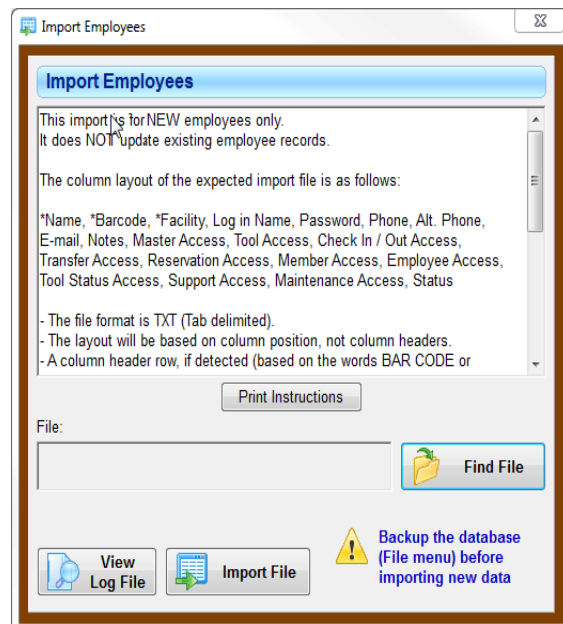 Import Employees
Import Employees
This import is for NEW employees only.
It does NOT update existing employee records.
The column layout of the expected import file is as follows:
*Name, *Barcode, *Facility, Log in Name, Password, Phone, Alt. Phone,
E-mail, Notes, Master Access, Tool Access, Check In / Out Access,
Transfer Access, Reservation Access, Member Access, Employee Access,
Tool Status Access, Support Access, Maintenance Access, Status
- The file format is TXT (Tab delimited).
- The layout will be based on column position, not column headers.
- A column header row, if detected (based on the words BAR CODE or
Print Instructions
File:
Find File
View
Log File
Import File
Backup the database
(File menu) before
importing new data